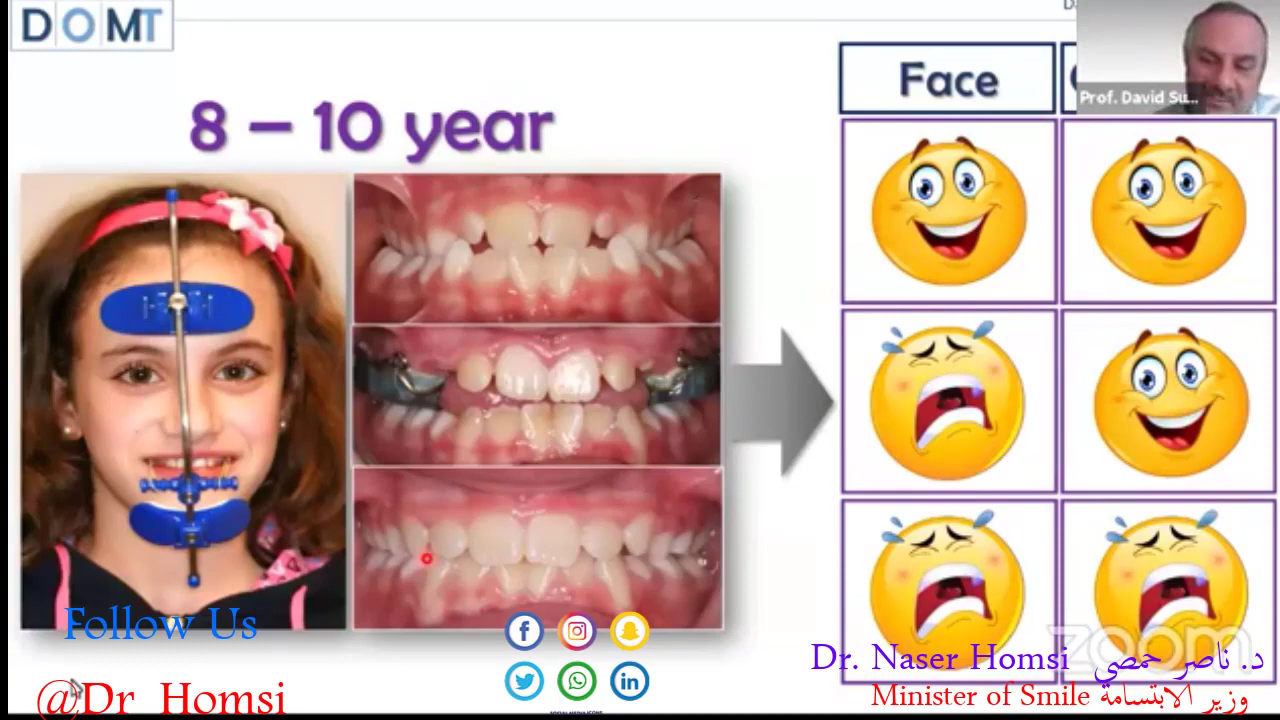 DOMT
8 – 10 year
Face
Prof. David Su...
Follow Us
@Dr_Homsi
zoom
Dr. Naser Homsi د. ناصر حمصي
Minister of Smile وزير الابتسامة